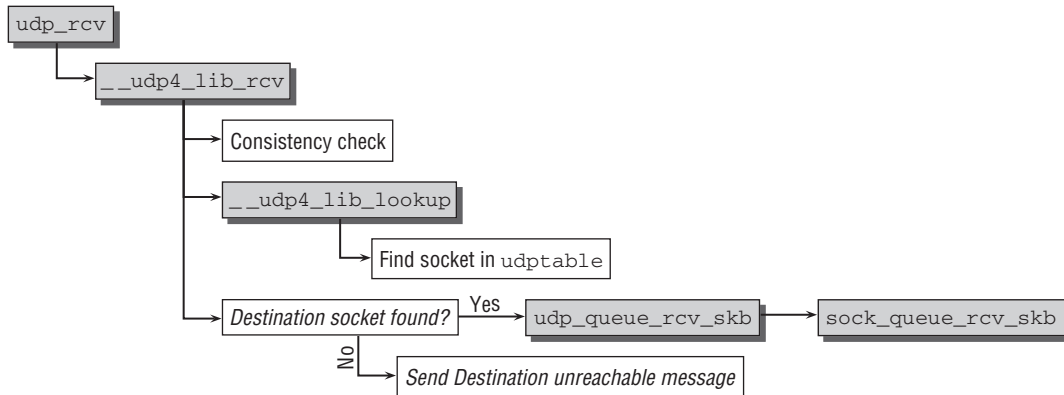 udp_rcv
__udp4_lib_rcv
Consistency check
__udp4_lib_lookup
Find socket in udptable
Destination socket found?
Yes
udp_queue_rcv_skb
sock_queue_rcv_skb
No
Send Destination unreachable message